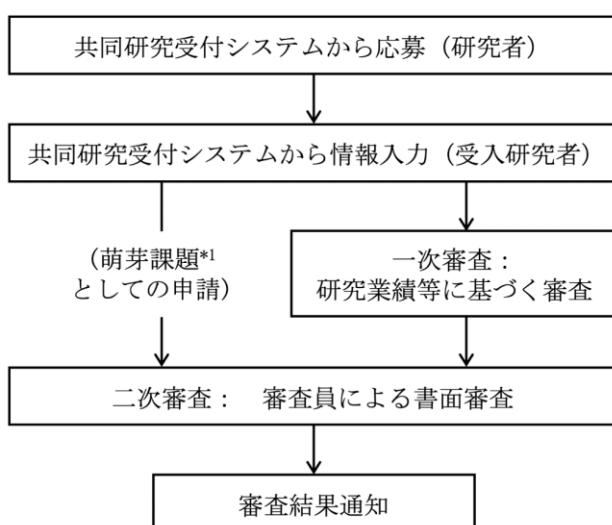 共同研究受付システムから応募（研究者）
共同研究受付システムから情報入力（受入研究者）
（萌芽課題*1
としての申請）
一次審査：
研究業績等に基づく審査
二次審査：　審査員による書面審査
審査結果通知